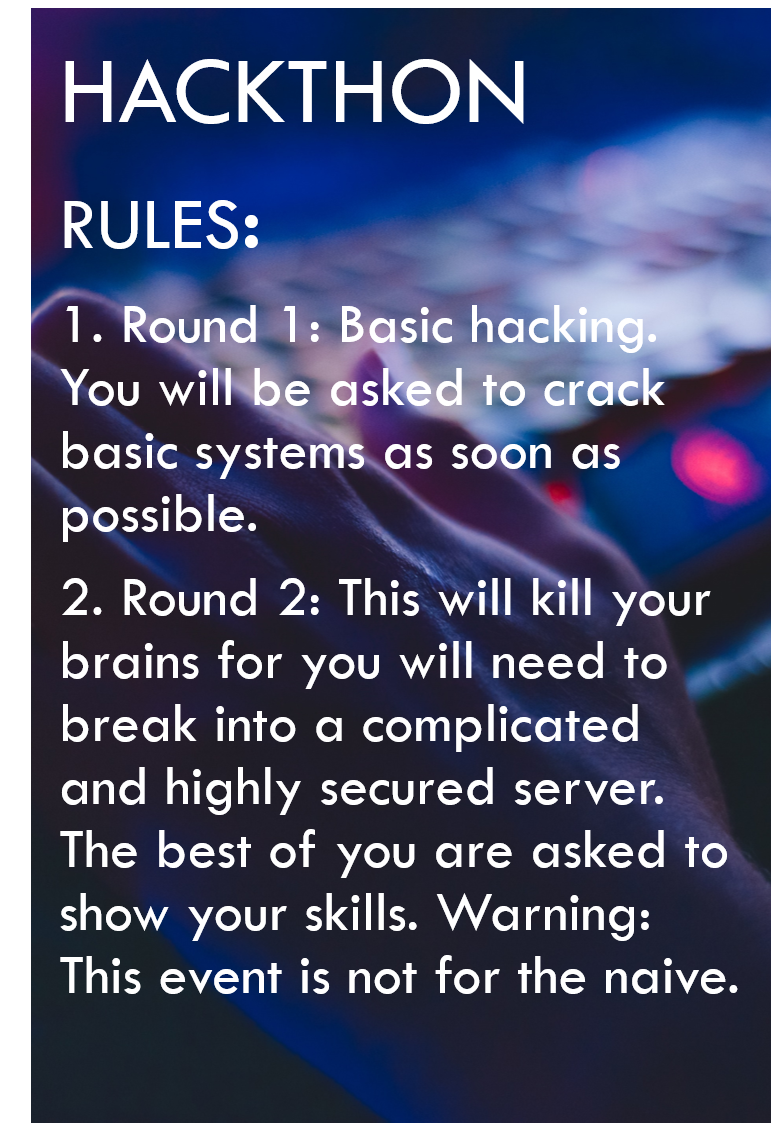 HACKTHON
RULES:
1. Round 1: Basic hacking.
You will be asked to crack
basic systems as soon as
possible.
2. Round 2: This will kill your
brains for you will need to
break into a complicated
and highly secured server.
The best of you are asked to
show your skills. Warning:
This event is not for the naive.